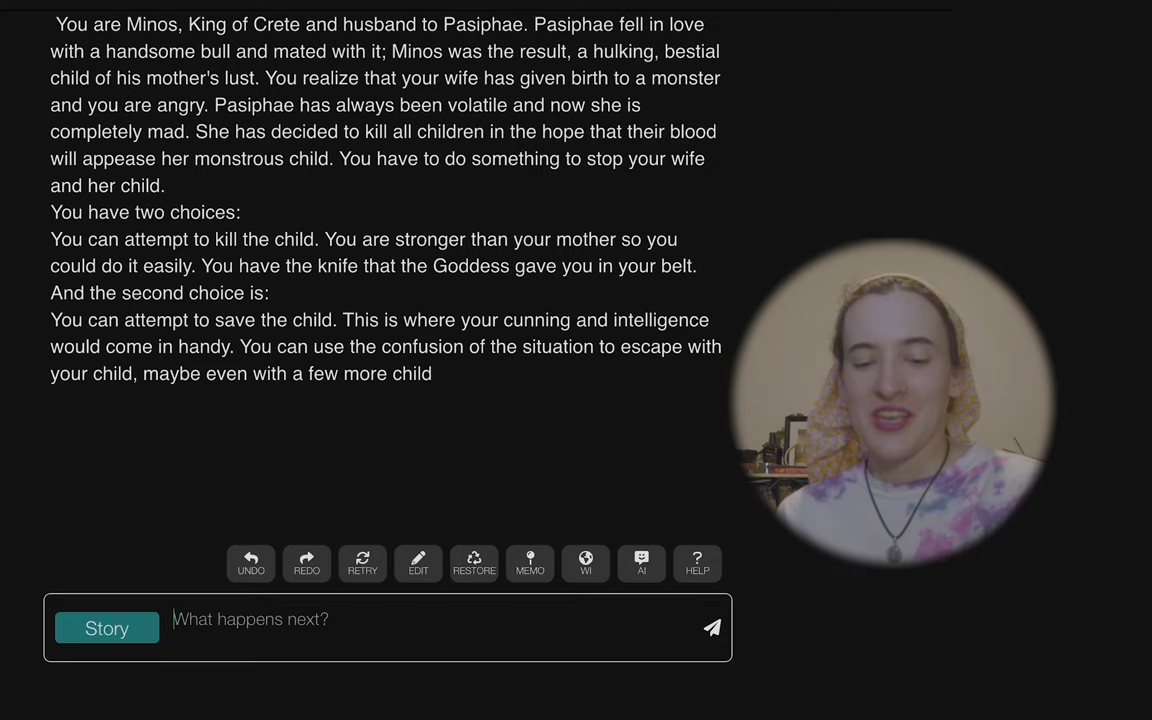 You are Minos, King of Crete and husband to Pasiphae. Pasiphae fell in love
with a handsome bull and mated with it; Minos was the result, a hulking, bestial
child of his mother's lust. You realize that your wife has given birth to a monster
and you are angry. Pasiphae has always been volatile and now she is
completely mad. She has decided to kill all children in the hope that their blood
will appease her monstrous child. You have to do something to stop your wife
and her child.
You have two choices:
You can attempt to kill the child. You are stronger than your mother so you
could do it easily. You have the knife that the Goddess gave you in your belt.
And the second choice is:
You can attempt to save the child. This is where your cunning and intelligence
would come in handy. You can use the confusion of the situation to escape with
your child, maybe even with a few more child
UNDO REDO RETRY EDIT RESTORE MEMO WI AI ? HELP
Story What happens next?